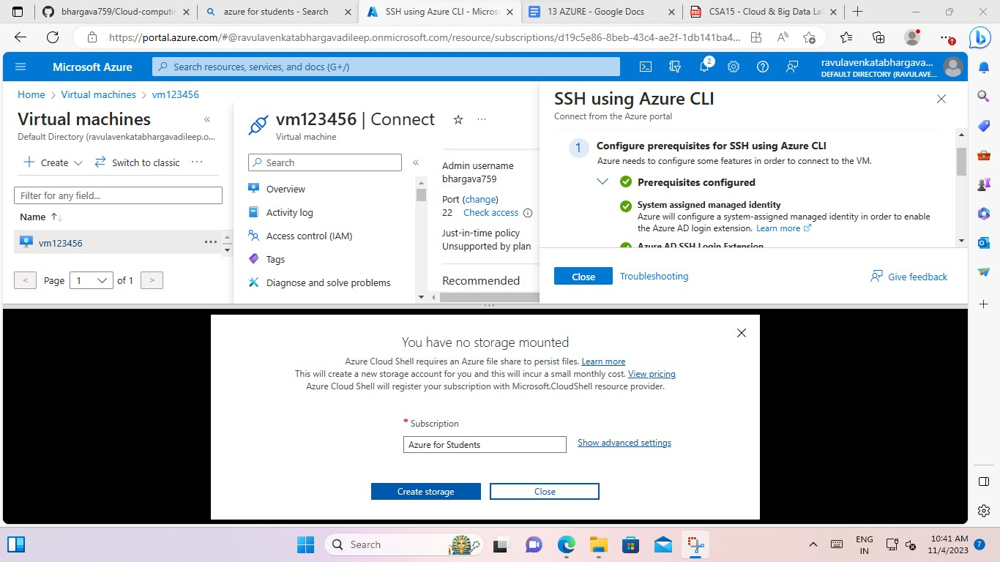 bhargava759/Cloud-computin
azure for students - Search
SSH using Azure CLI - Micros
13 AZURE - Google Docs
CSA15 - Cloud & Big Data La
https://portal.azure.com/#@ravulavenkatabhargavadileep.onmicrosoft.com/resource/subscriptions/d19c5e86-8beb-43c4-ae2f-1db141ba4...
Microsoft Azure
Search resources, services, and docs (G+/)
2
ravulavenkatabhargava...
DEFAULT DIRECTORY (RAVULAVE...
Home > Virtual machines > vm123456
Virtual machines
Default Directory (ravulavenkatabhargavadileep.o...
Create
Switch to classic
Filter for any field...
Name
vm123456
< Page 1 of 1 >
vm123456 | Connect
Virtual machine
Search
Overview
Activity log
Access control (IAM)
Tags
Diagnose and solve problems
Admin username
bhargava759
Port (change)
22 Check access
Just-in-time policy
Unsupported by plan
Recommended
SSH using Azure CLI
Connect from the Azure portal
1 Configure prerequisites for SSH using Azure CLI
Azure needs to configure some features in order to connect to the VM.
Prerequisites configured
System assigned managed identity
Azure will configure a system-assigned managed identity in order to enable
the Azure AD login extension. Learn more
Azure AD SSH Login Extension
Close
Troubleshooting
Give feedback
You have no storage mounted
Azure Cloud Shell requires an Azure file share to persist files. Learn more
This will create a new storage account for you and this will incur a small monthly cost. View pricing
Azure Cloud Shell will register your subscription with Microsoft.CloudShell resource provider.
* Subscription
Azure for Students
Show advanced settings
Create storage
Close
Search
ENG
IN
10:41 AM
11/4/2023
7